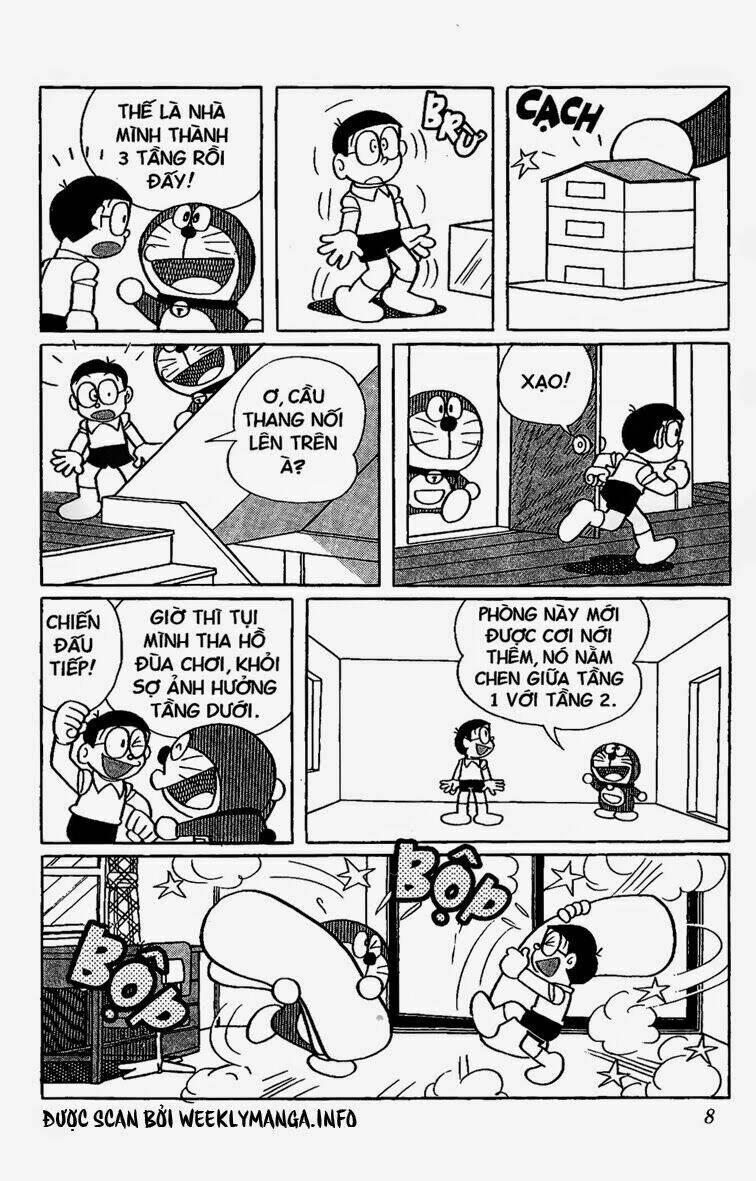 CẠCH
BRỪ
THẾ LÀ NHÀ
MÌNH THÀNH
3 TẦNG RỒI
ĐẤY!
XẠO!
Ơ, CẦU
THANG NỐI
LÊN TRÊN
À?
PHÒNG NÀY MỚI
ĐƯỢC CƠI NỚI
THÊM, NÓ NẰM
CHEN GIỮA TẦNG
1 VỚI TẦNG 2.
GIỜ THÌ TỤI
MÌNH THA HỒ
ĐÙA CHƠI, KHỎI
SỢ ẢNH HƯỞNG
TẦNG DƯỚI.
CHIẾN
ĐẤU
TIẾP!
BỘP
BỘP
ĐƯỢC SCAN BỞI WEEKLYMANGA.INFO
8